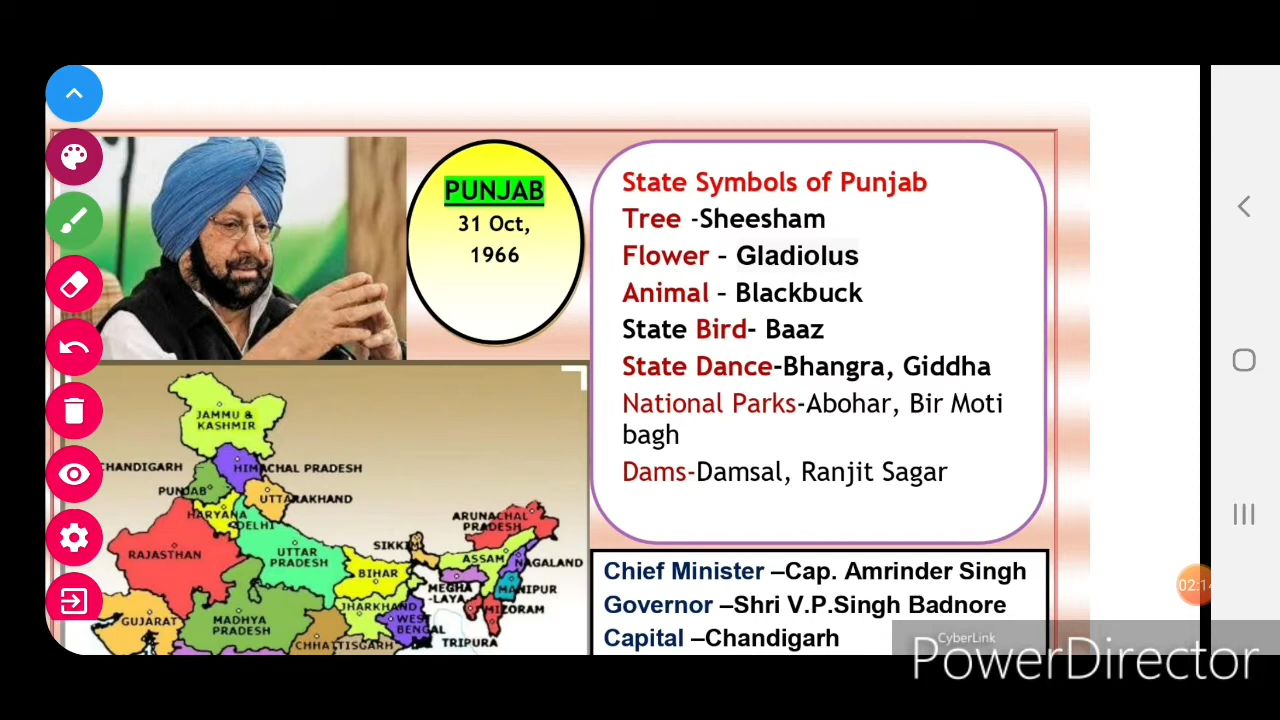 PUNJAB
31 Oct,
1966
State Symbols of Punjab
Tree -Sheesham
Flower - Gladiolus
Animal - Blackbuck
State Bird- Baaz
State Dance-Bhangra, Giddha
National Parks-Abohar, Bir Moti
bagh
Dams-Damsal, Ranjit Sagar
Chief Minister –Cap. Amrinder Singh
Governor –Shri V.P.Singh Badnore
Capital –Chandigarh
JAMMU &
KASHMIR
CHANDIGARH
HIMACHAL PRADESH
PUNJAB
UTTARAKHAND
HARYANA
DELHI
ARUNACHAL
PRADESH
RAJASTHAN
UTTAR
PRADESH
SIKKIM
ASSAM
NAGALAND
BIHAR
MEGHA
-LAYA
MANIPUR
JHARKHAND
MIZORAM
GUJARAT
MADHYA
PRADESH
WEST
BENGAL
CHHATTISGARH
TRIPURA
02:14
CyberLink
PowerDirector